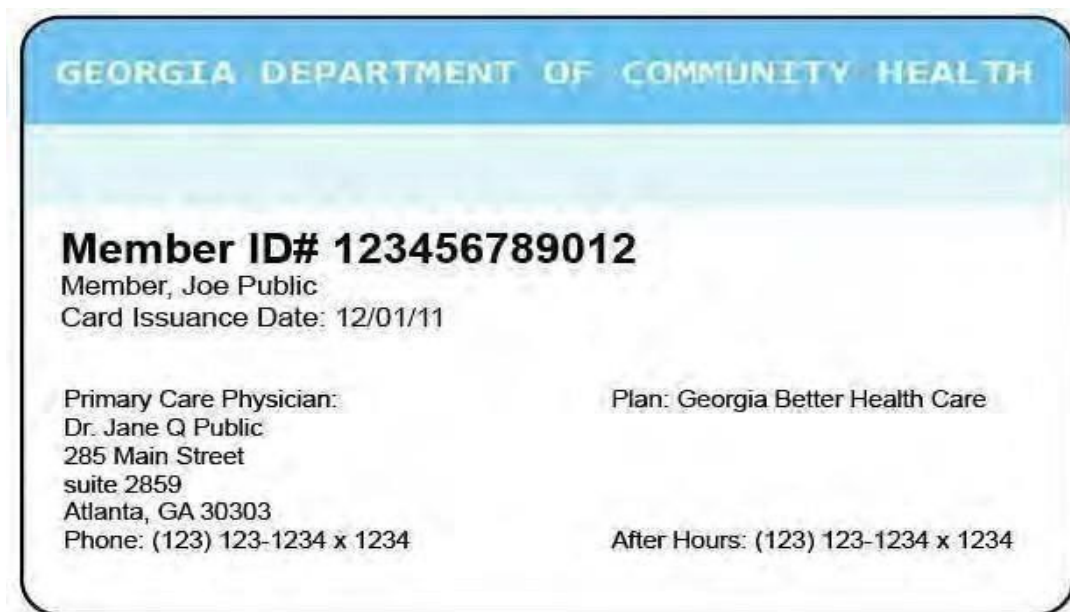 GEORGIA DEPARTMENT OF COMMUNITY HEALTH
Member ID# 123456789012
Member, Joe Public
Card Issuance Date: 12/01/11
Primary Care Physician:
Dr. Jane Q Public
285 Main Street
suite 2859
Atlanta, GA 30303
Phone: (123) 123-1234 x 1234
Plan: Georgia Better Health Care
After Hours: (123) 123-1234 x 1234